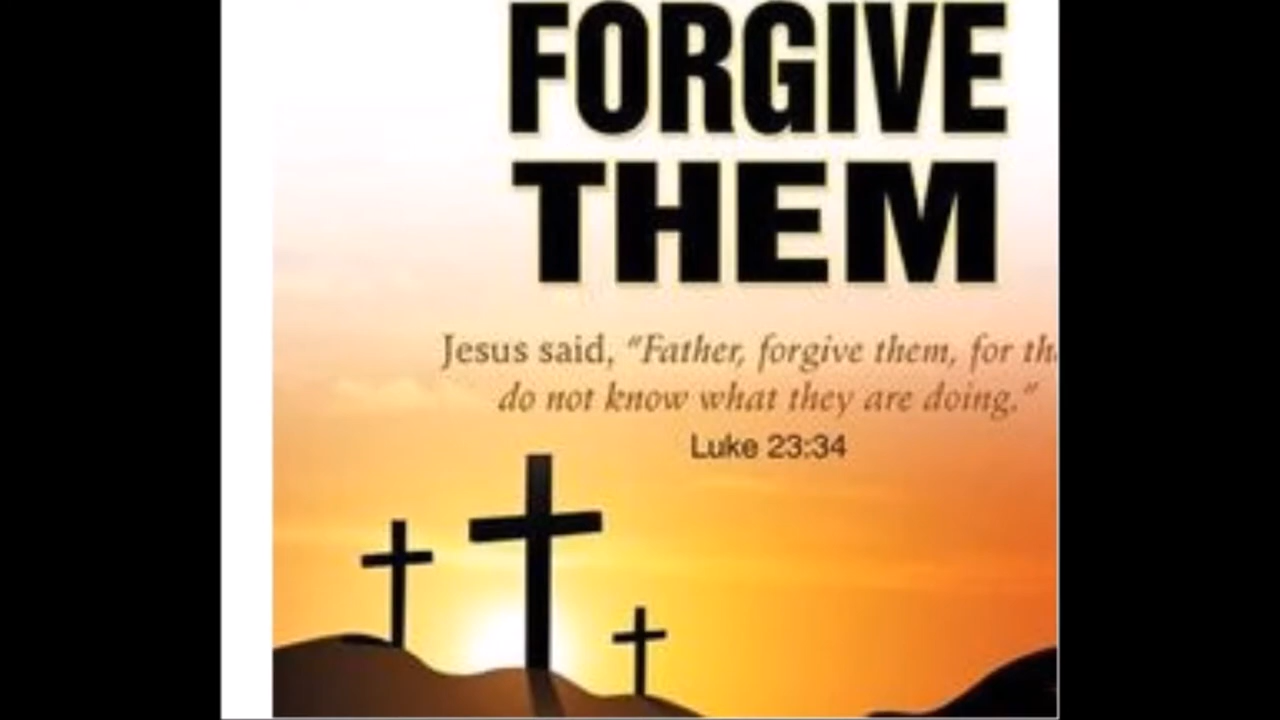 FORGIVE
THEM
Jesus said, "Father, forgive them, for
do not know what they are doing."
Luke 23:34